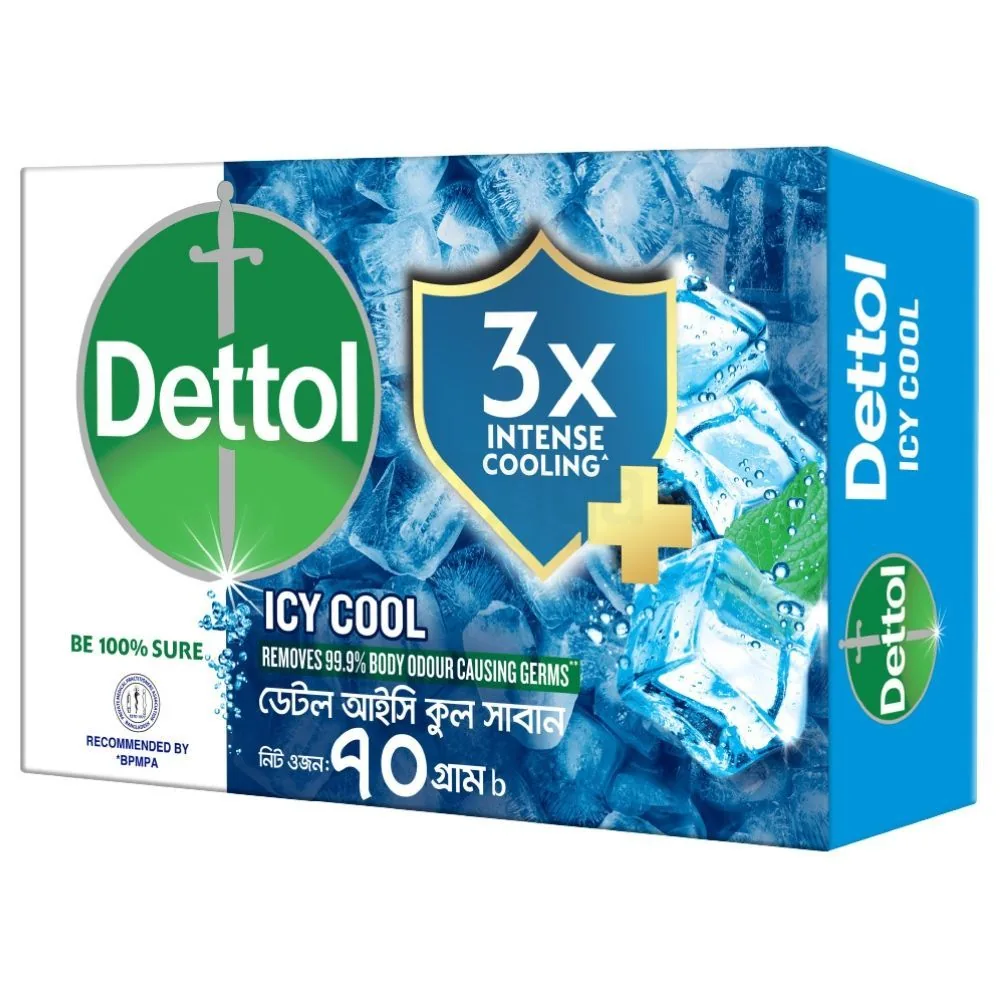 Dettol
3x
INTENSE
COOLING^
ICY COOL
REMOVES 99.9% BODY ODOUR CAUSING GERMS**
ডেটল আইসি কুল সাবান
নিট ওজন: ৭০ গ্রাম b
BE 100% SURE
RECOMMENDED BY
*BPMPA
Dettol
ICY COOL
Dettol